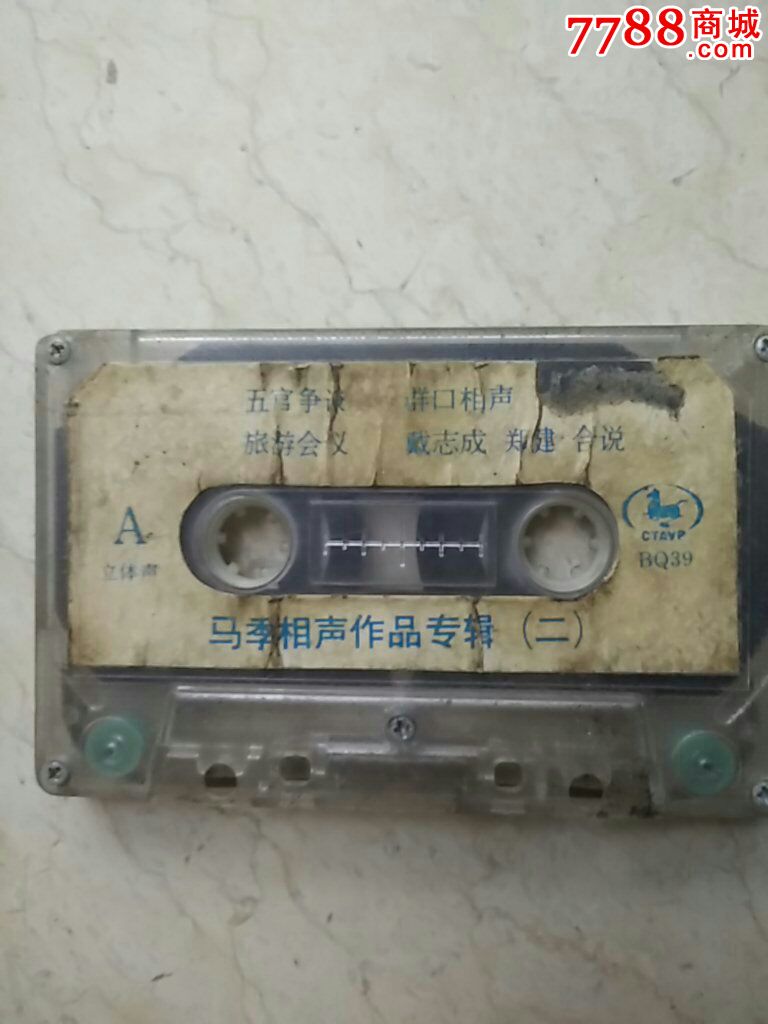 7788商城
.com
五官争议 群口相声
旅游会议 戴志成 郑建 合说
A
立体声
CTAVP
BQ39
马季相声作品专辑（二）